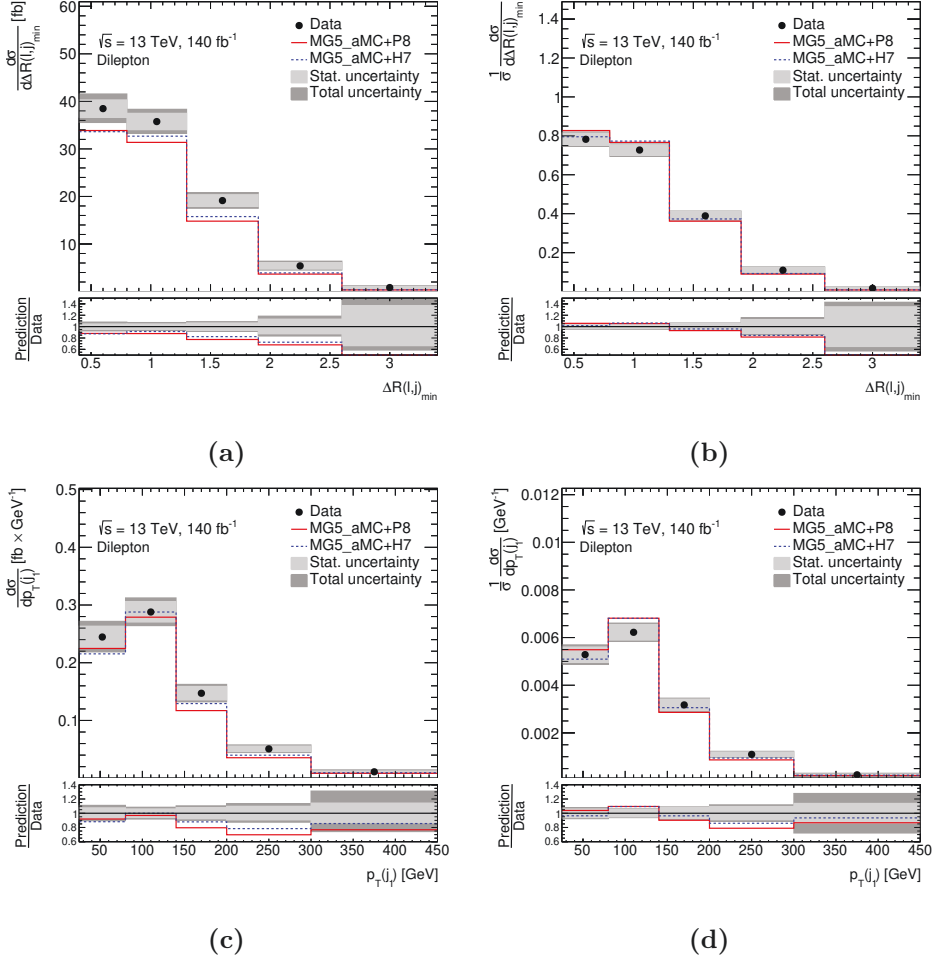 dσ/dΔR(l,j)min [fb]
60
50
40
30
20
10
√s = 13 TeV, 140 fb⁻¹
Dilepton
Data
MG5_aMC+P8
MG5_aMC+H7
Stat. uncertainty
Total uncertainty
Prediction
Data
1.4
1.2
1
0.8
0.6
0.5 1 1.5 2 2.5 3
ΔR(l,j)min
(a)
1/σ dσ/dΔR(l,j)min
1.4
1.2
1.0
0.8
0.6
0.4
0.2
√s = 13 TeV, 140 fb⁻¹
Dilepton
Data
MG5_aMC+P8
MG5_aMC+H7
Stat. uncertainty
Total uncertainty
Prediction
Data
1.4
1.2
1
0.8
0.6
0.5 1 1.5 2 2.5 3
ΔR(l,j)min
(b)
dσ/dpT(j1) [fb × GeV⁻¹]
0.5
0.4
0.3
0.2
0.1
√s = 13 TeV, 140 fb⁻¹
Dilepton
Data
MG5_aMC+P8
MG5_aMC+H7
Stat. uncertainty
Total uncertainty
Prediction
Data
1.4
1.2
1
0.8
0.6
50 100 150 200 250 300 350 400 450
pT(j1) [GeV]
(c)
1/σ dσ/dpT(j1) [GeV⁻¹]
0.012
0.010
0.008
0.006
0.004
0.002
√s = 13 TeV, 140 fb⁻¹
Dilepton
Data
MG5_aMC+P8
MG5_aMC+H7
Stat. uncertainty
Total uncertainty
Prediction
Data
1.4
1.2
1
0.8
0.6
50 100 150 200 250 300 350 400 450
pT(j1) [GeV]
(d)